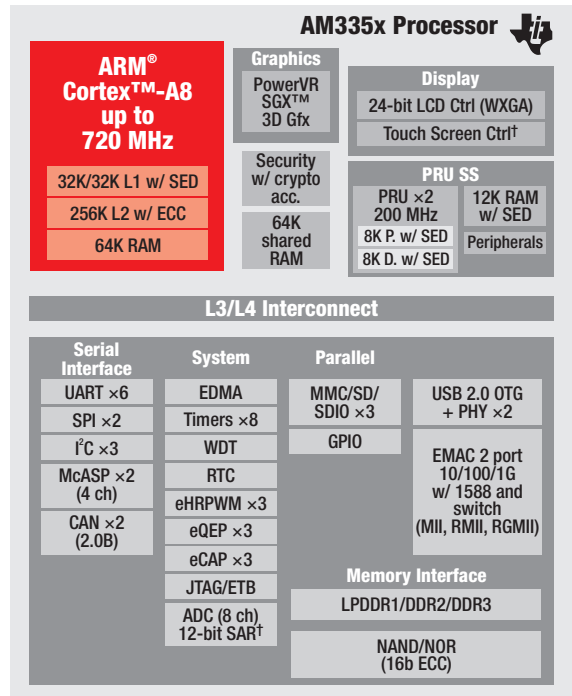 AM335x Processor
ARM®
Cortex™-A8
up to
720 MHz
32K/32K L1 w/ SED
256K L2 w/ ECC
64K RAM
Graphics
PowerVR
SGX™
3D Gfx
Security
w/ crypto
acc.
64K
shared
RAM
Display
24-bit LCD Ctrl (WXGA)
Touch Screen Ctrl†
PRU SS
PRU ×2
200 MHz
8K P. w/ SED
8K D. w/ SED
12K RAM
w/ SED
Peripherals
L3/L4 Interconnect
Serial
Interface
UART ×6
SPI ×2
I²C ×3
McASP ×2
(4 ch)
CAN ×2
(2.0B)
System
EDMA
Timers ×8
WDT
RTC
eHRPWM ×3
eQEP ×3
eCAP ×3
JTAG/ETB
ADC (8 ch)
12-bit SAR†
Parallel
MMC/SD/
SDIO ×3
GPIO
USB 2.0 OTG
+ PHY ×2
EMAC 2 port
10/100/1G
w/ 1588 and
switch
(MII, RMII, RGMII)
Memory Interface
LPDDR1/DDR2/DDR3
NAND/NOR
(16b ECC)